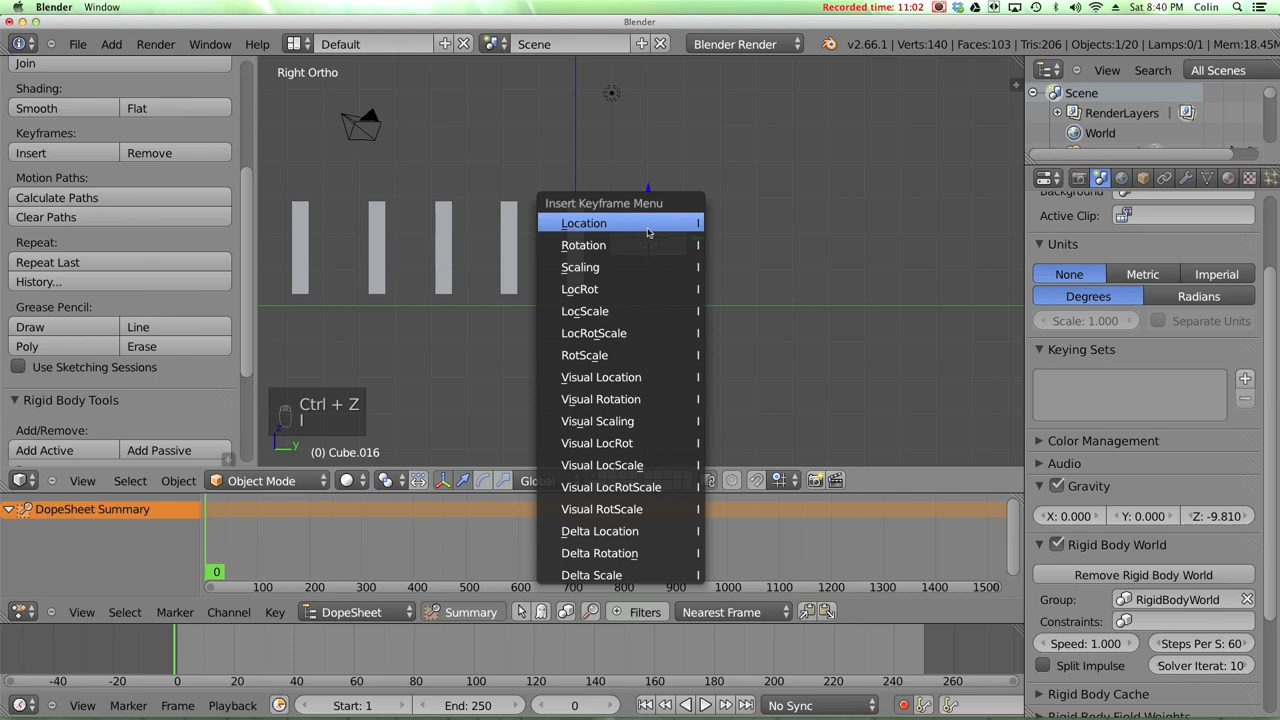 Blender File Edit Window Help Recorded time: 11:02 Sat 8:40 PM Colin
Blender
File Add Render Window Help Default Scene Blender Render v2.66.1 | Verts:140 | Faces:103 | Tris:206 | Objects:1/20 | Lamps:0/1 | Mem:18.45M
Join
Shading:
Smooth Flat
Keyframes:
Insert Remove
Motion Paths:
Calculate Paths
Clear Paths
Repeat:
Repeat Last
History...
Grease Pencil:
Draw Line
Poly Erase
Use Sketching Sessions
Rigid Body Tools
Add/Remove:
Add Active Add Passive
Right Ortho
Ctrl + Z
I
z
y
(0) Cube.016
Insert Keyframe Menu
Location I
Rotation I
Scaling I
LocRot I
LocScale I
LocRotScale I
RotScale I
Visual Location I
Visual Rotation I
Visual Scaling I
Visual LocRot I
Visual LocScale I
Visual LocRotScale I
Visual RotScale I
Delta Location I
Delta Rotation I
Delta Scale I
View Search All Scenes
Scene
RenderLayers
World
Active Clip:
Units
None Metric Imperial
Degrees Radians
Scale: 1.000 Separate Units
Keying Sets
Color Management
Audio
Gravity
X: 0.000 Y: 0.000 Z: -9.810
Rigid Body World
Remove Rigid Body World
Group: RigidBodyWorld
Constraints:
Speed: 1.000 Steps Per S: 60
Split Impulse Solver Iterat: 10
Rigid Body Cache
Rigid Body Field Weights
View Select Object Object Mode Global
DopeSheet Summary
0
100 200 300 400 500 600 700 800 900 1000 1100 1200 1300 1400 1500
View Select Marker Channel Key DopeSheet Summary Filters Nearest Frame
-40 -20 0 20 40 60 80 100 120 140 160 180 200 220 240 260
View Marker Frame Playback Start: 1 End: 250 0 No Sync